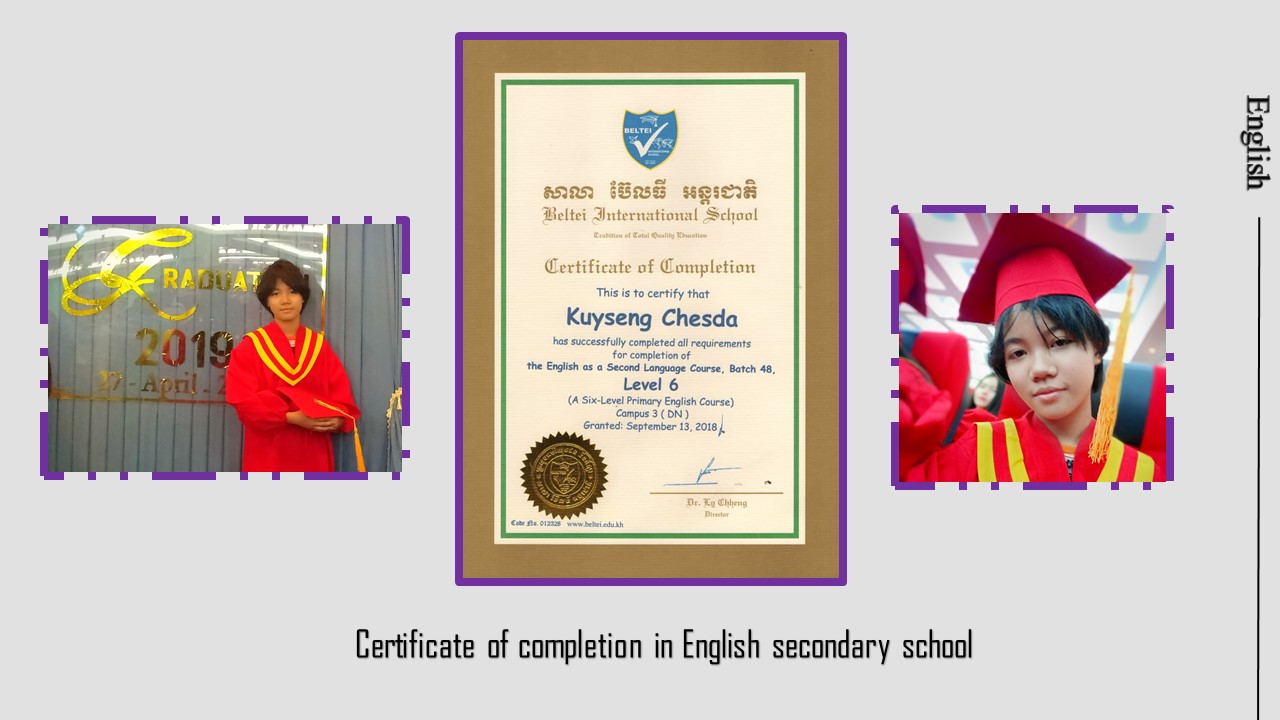 English
GRADUAT
2019
27 - April . 2
BELTEI
INTERNATIONAL
SCHOOL
សាលា ប៊ែលធី អន្តរជាតិ
Beltei International School
Tradition of Total Quality Education
Certificate of Completion
This is to certify that
Kuyseng Chesda
has successfully completed all requirements
for completion of
the English as a Second Language Course, Batch 48,
Level 6
(A Six-Level Primary English Course)
Campus 3 ( DN )
Granted: September 13, 2018
Dr. Ly Chheng
Director
Code No. 012328 www.beltei.edu.kh
Certificate of completion in English secondary school